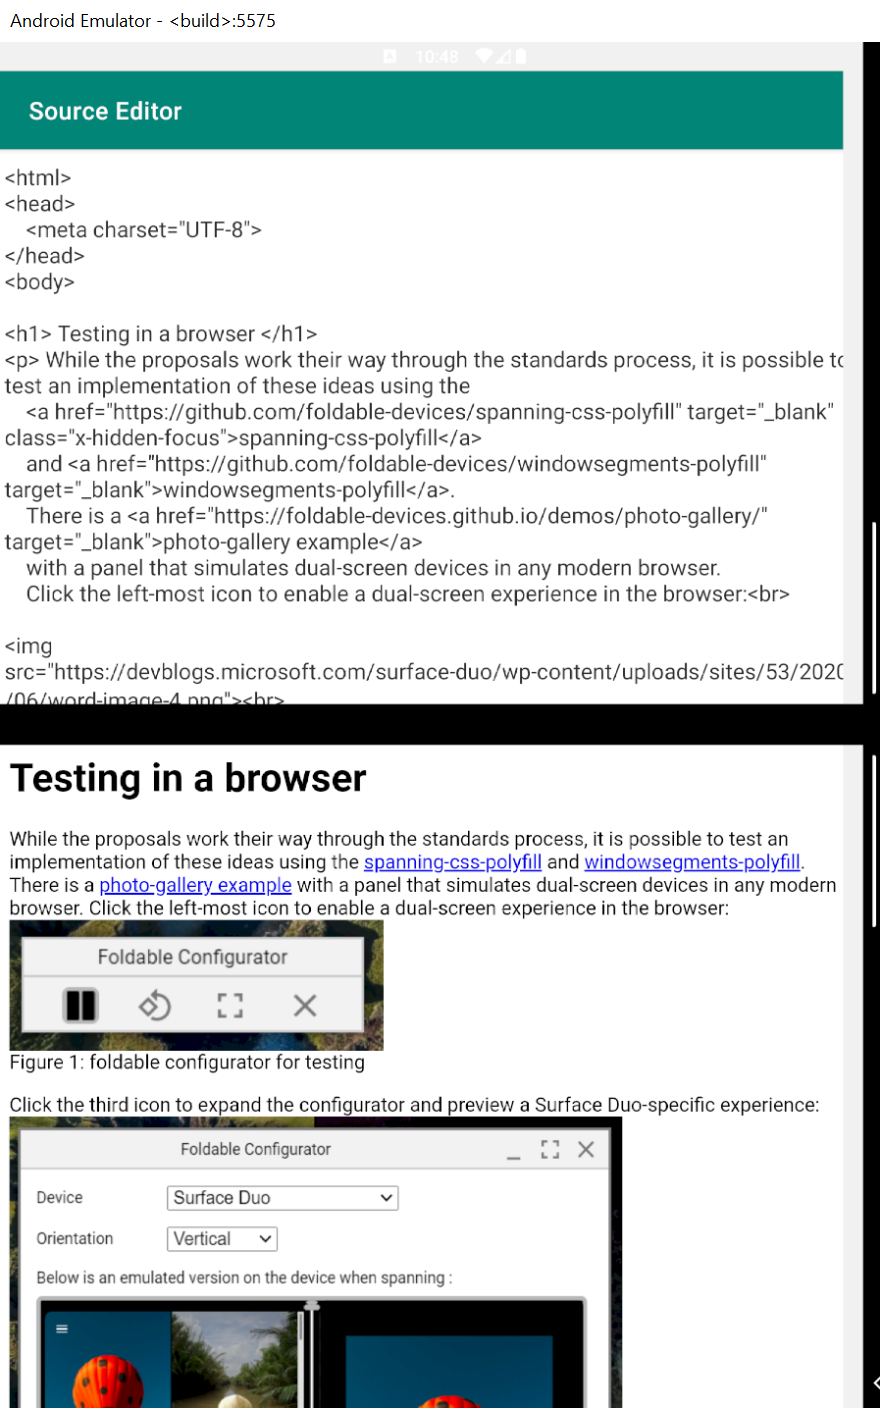 Android Emulator - <build>:5575
10:48
Source Editor
<html>
<head>
<meta charset="UTF-8">
</head>
<body>
<h1> Testing in a browser </h1>
<p> While the proposals work their way through the standards process, it is possible to
test an implementation of these ideas using the
<a href="https://github.com/foldable-devices/spanning-css-polyfill" target="_blank"
class="x-hidden-focus">spanning-css-polyfill</a>
and <a href="https://github.com/foldable-devices/windowsegments-polyfill"
target="_blank">windowsegments-polyfill</a>.
There is a <a href="https://foldable-devices.github.io/demos/photo-gallery/"
target="_blank">photo-gallery example</a>
with a panel that simulates dual-screen devices in any modern browser.
Click the left-most icon to enable a dual-screen experience in the browser:<br>
<img
src="https://devblogs.microsoft.com/surface-duo/wp-content/uploads/sites/53/2020
/06/word-image-4.png"><br>
Testing in a browser
While the proposals work their way through the standards process, it is possible to test an
implementation of these ideas using the spanning-css-polyfill and windowsegments-polyfill.
There is a photo-gallery example with a panel that simulates dual-screen devices in any modern
browser. Click the left-most icon to enable a dual-screen experience in the browser:
Foldable Configurator
Figure 1: foldable configurator for testing
Click the third icon to expand the configurator and preview a Surface Duo-specific experience:
Foldable Configurator
Device Surface Duo
Orientation Vertical
Below is an emulated version on the device when spanning :